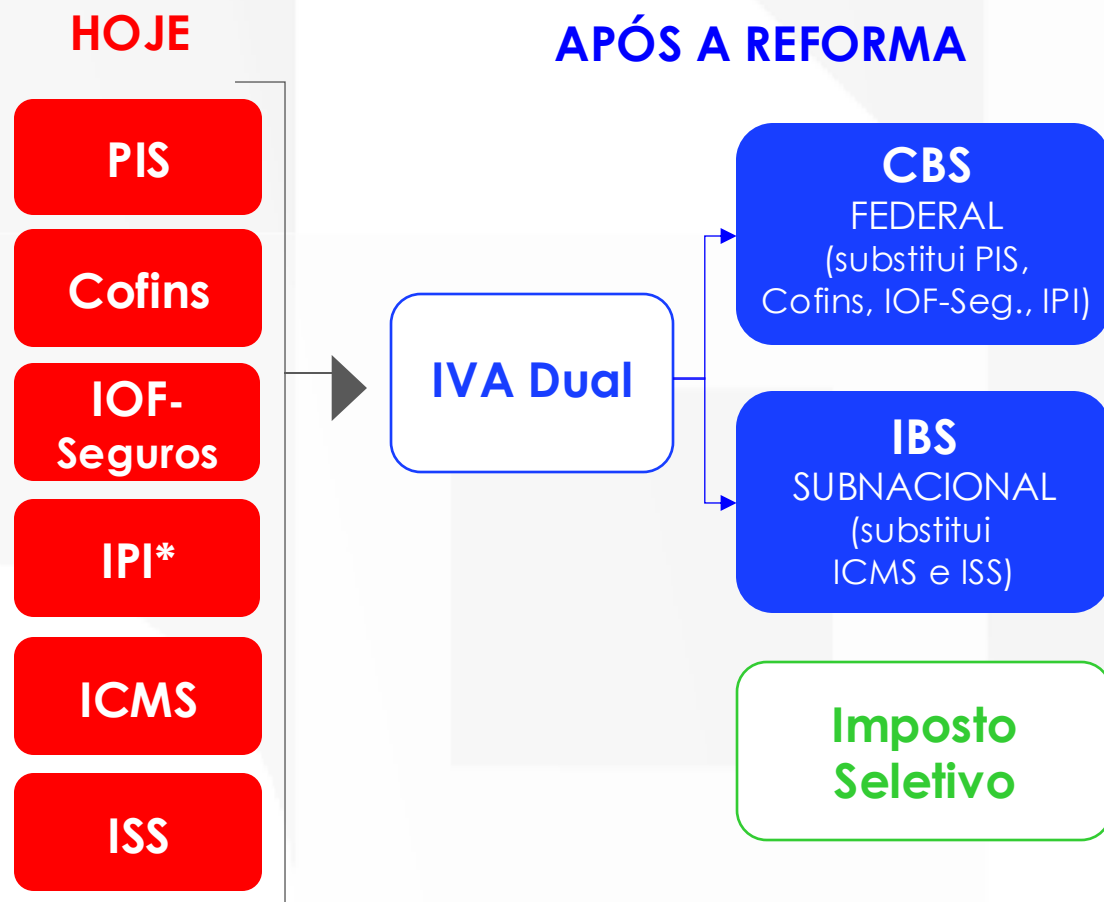 HOJE
APÓS A REFORMA
PIS
Cofins
IOF-
Seguros
IPI*
ICMS
ISS
IVA Dual
CBS
FEDERAL
(substitui PIS,
Cofins, IOF-Seg., IPI)
IBS
SUBNACIONAL
(substitui
ICMS e ISS)
Imposto
Seletivo